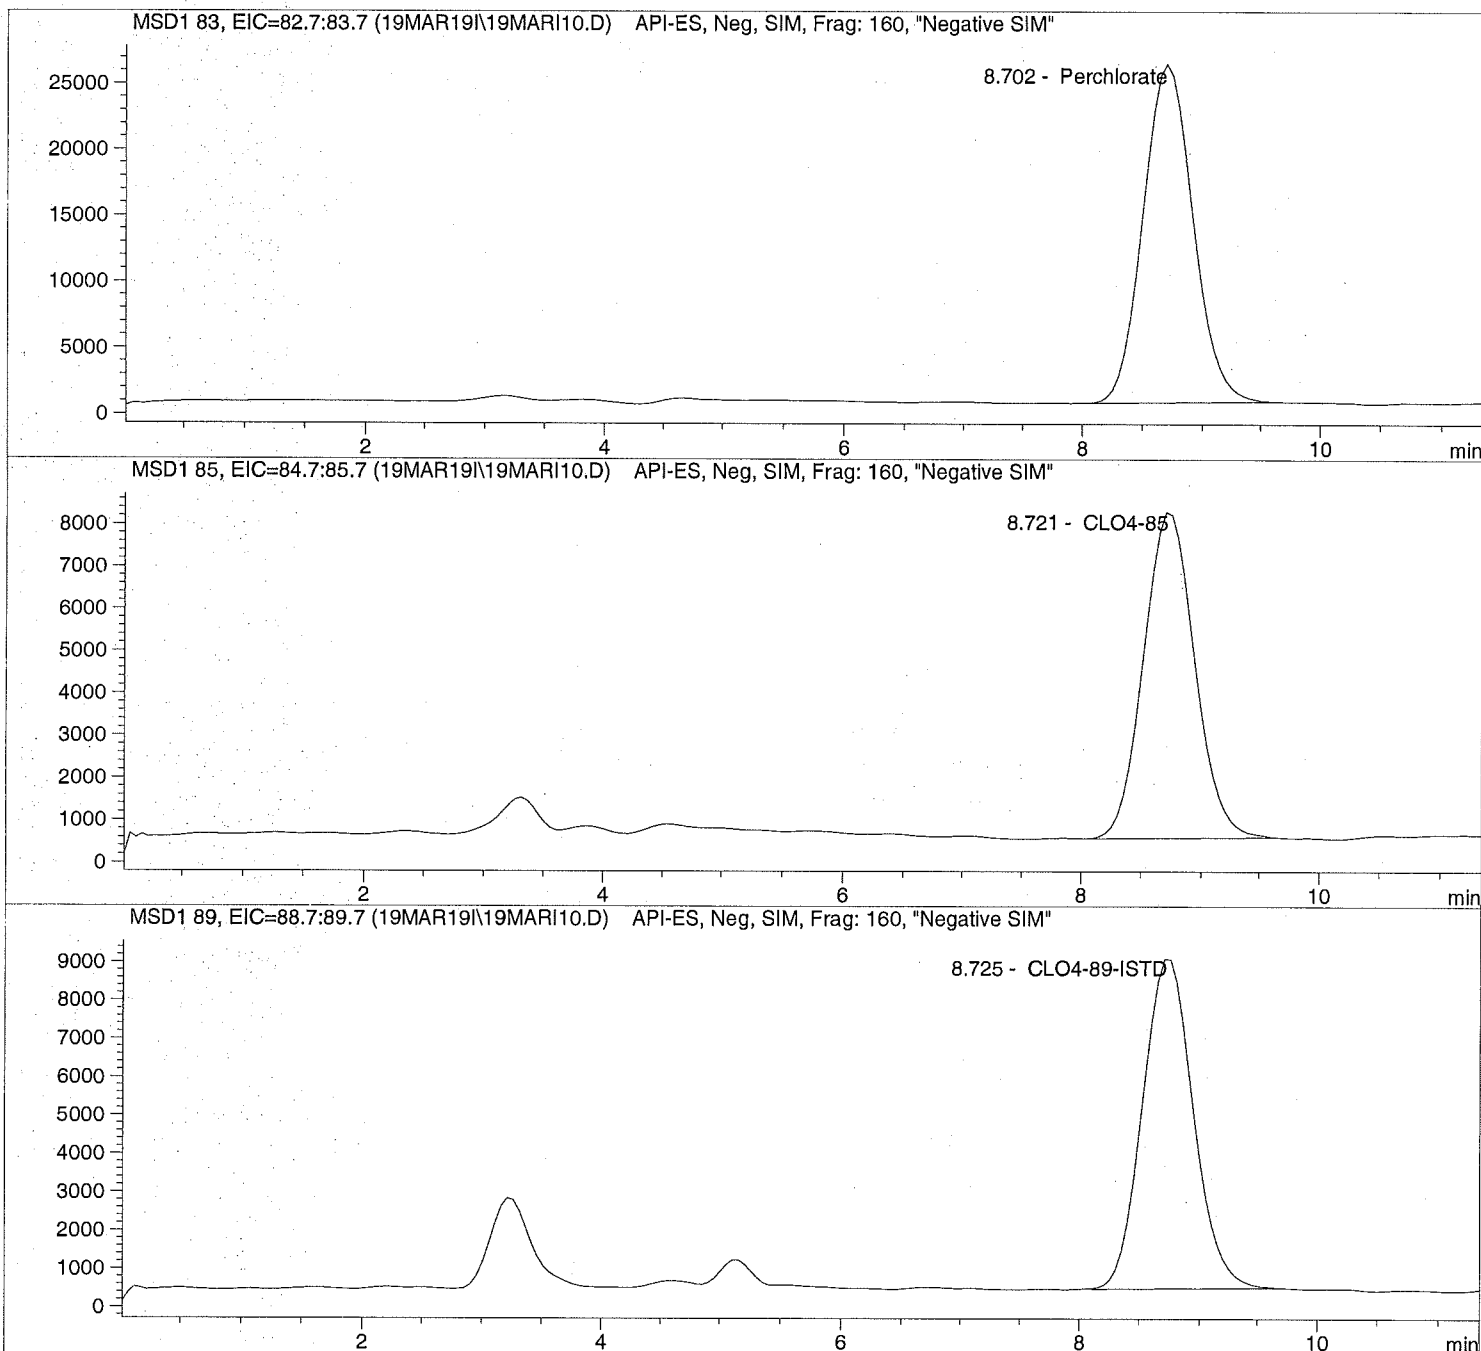 MSD1 83, EIC=82.7:83.7 (19MAR19I\19MARI10.D) API-ES, Neg, SIM, Frag: 160, "Negative SIM"
8.702 - Perchlorate
25000
20000
15000
10000
5000
0
2 4 6 8 10 min
MSD1 85, EIC=84.7:85.7 (19MAR19I\19MARI10.D) API-ES, Neg, SIM, Frag: 160, "Negative SIM"
8.721 - CLO4-85
8000
7000
6000
5000
4000
3000
2000
1000
0
2 4 6 8 10 min
MSD1 89, EIC=88.7:89.7 (19MAR19I\19MARI10.D) API-ES, Neg, SIM, Frag: 160, "Negative SIM"
8.725 - CLO4-89-ISTD
9000
8000
7000
6000
5000
4000
3000
2000
1000
0
2 4 6 8 10 min